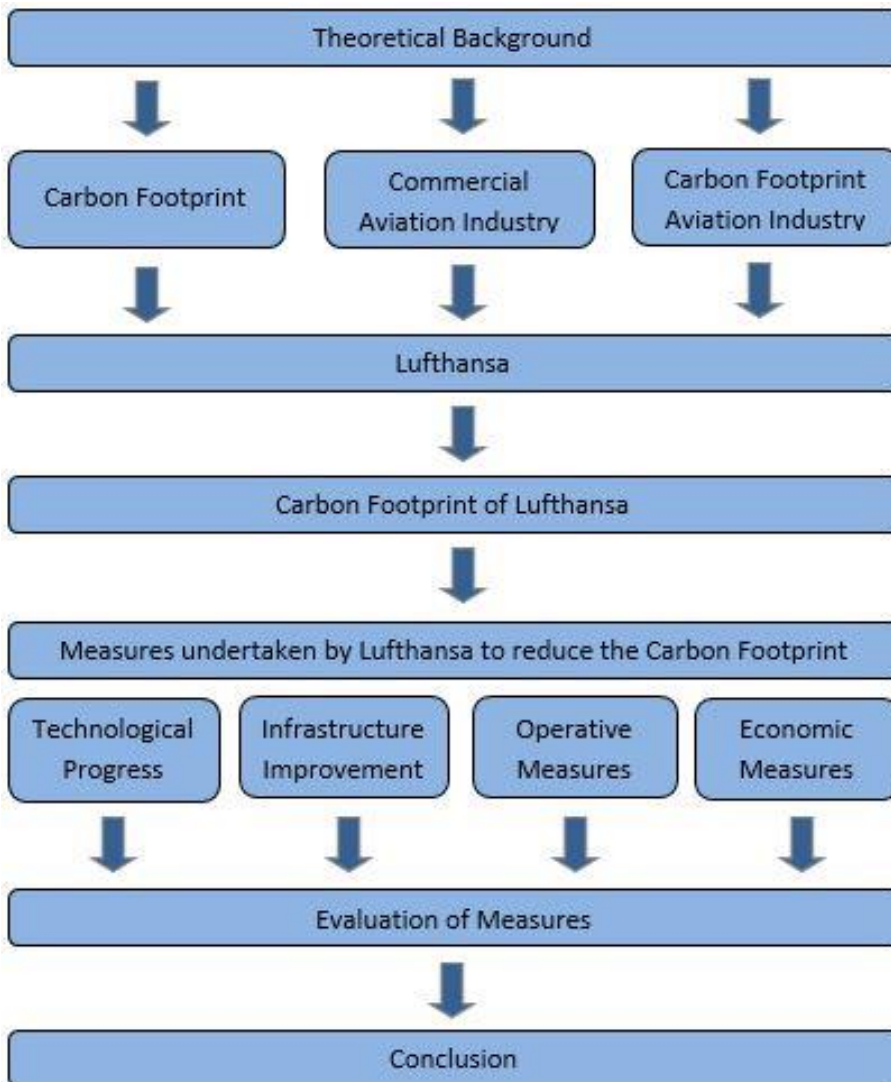 Theoretical Background
Carbon Footprint
Commercial
Aviation Industry
Carbon Footprint
Aviation Industry
Lufthansa
Carbon Footprint of Lufthansa
Measures undertaken by Lufthansa to reduce the Carbon Footprint
Technological
Progress
Infrastructure
Improvement
Operative
Measures
Economic
Measures
Evaluation of Measures
Conclusion